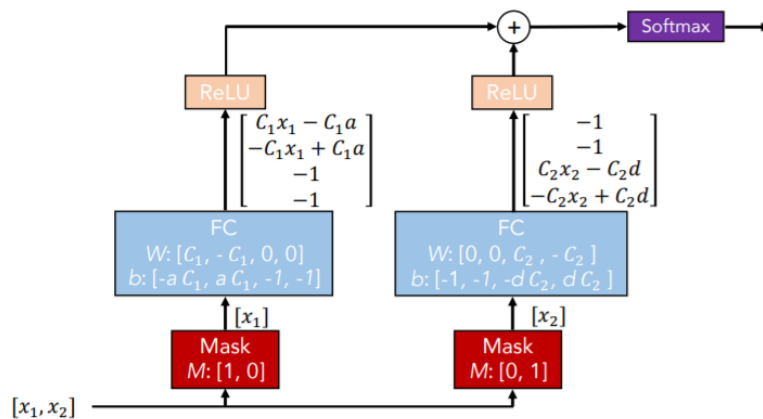 +
Softmax
ReLU
ReLU
C₁x₁ − C₁a
−C₁x₁ + C₁a
−1
−1
−1
−1
C₂x₂ − C₂d
−C₂x₂ + C₂d
FC
W: [C₁, - C₁, 0, 0]
b: [-a C₁, a C₁, -1, -1]
FC
W: [0, 0, C₂ , - C₂ ]
b: [-1, -1, -d C₂, d C₂ ]
[x₁]
[x₂]
Mask
M: [1, 0]
Mask
M: [0, 1]
[x₁, x₂]